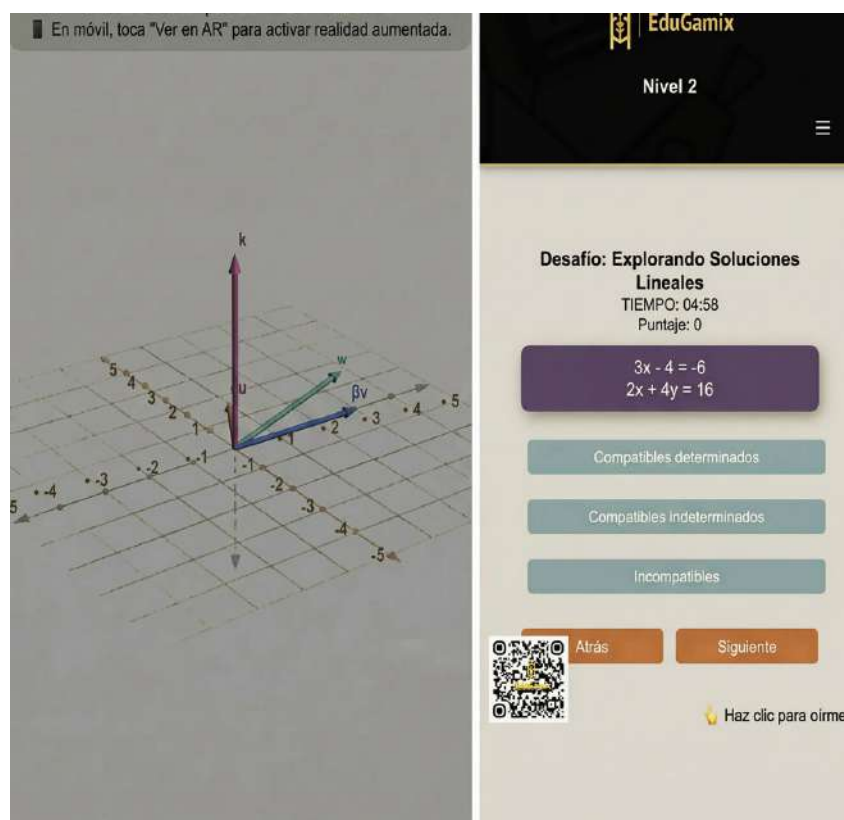 En móvil, toca "Ver en AR" para activar realidad aumentada.
k
w
u
βv
5
4
3
2
1
-1
-2
-3
-4
-5
5
-4
-3
-2
-1
1
2
3
4
5
EduGamix
Nivel 2
Desafío: Explorando Soluciones
Lineales
TIEMPO: 04:58
Puntaje: 0
3x - 4 = -6
2x + 4y = 16
Compatibles determinados
Compatibles indeterminados
Incompatibles
Atrás
Siguiente
Haz clic para oirme